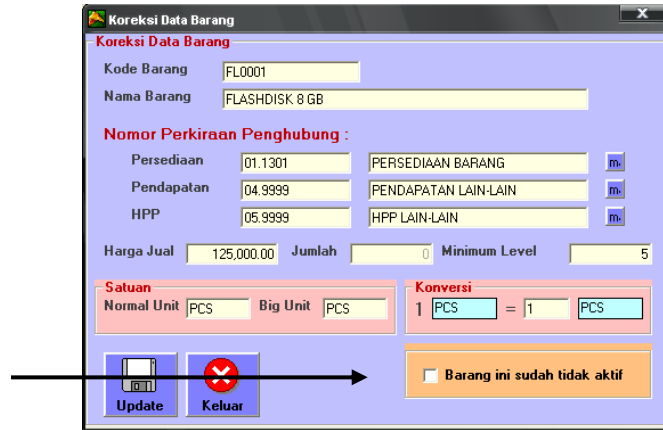 Koreksi Data Barang
Koreksi Data Barang
Kode Barang FL0001
Nama Barang FLASHDISK 8 GB
Nomor Perkiraan Penghubung :
Persediaan 01.1301 PERSEDIAAN BARANG m.
Pendapatan 04.9999 PENDAPATAN LAIN-LAIN m.
HPP 05.9999 HPP LAIN-LAIN m.
Harga Jual 125,000.00 Jumlah 0 Minimum Level 5
Satuan Konversi
Normal Unit PCS Big Unit PCS 1 PCS = 1 PCS
Barang ini sudah tidak aktif
Update Keluar